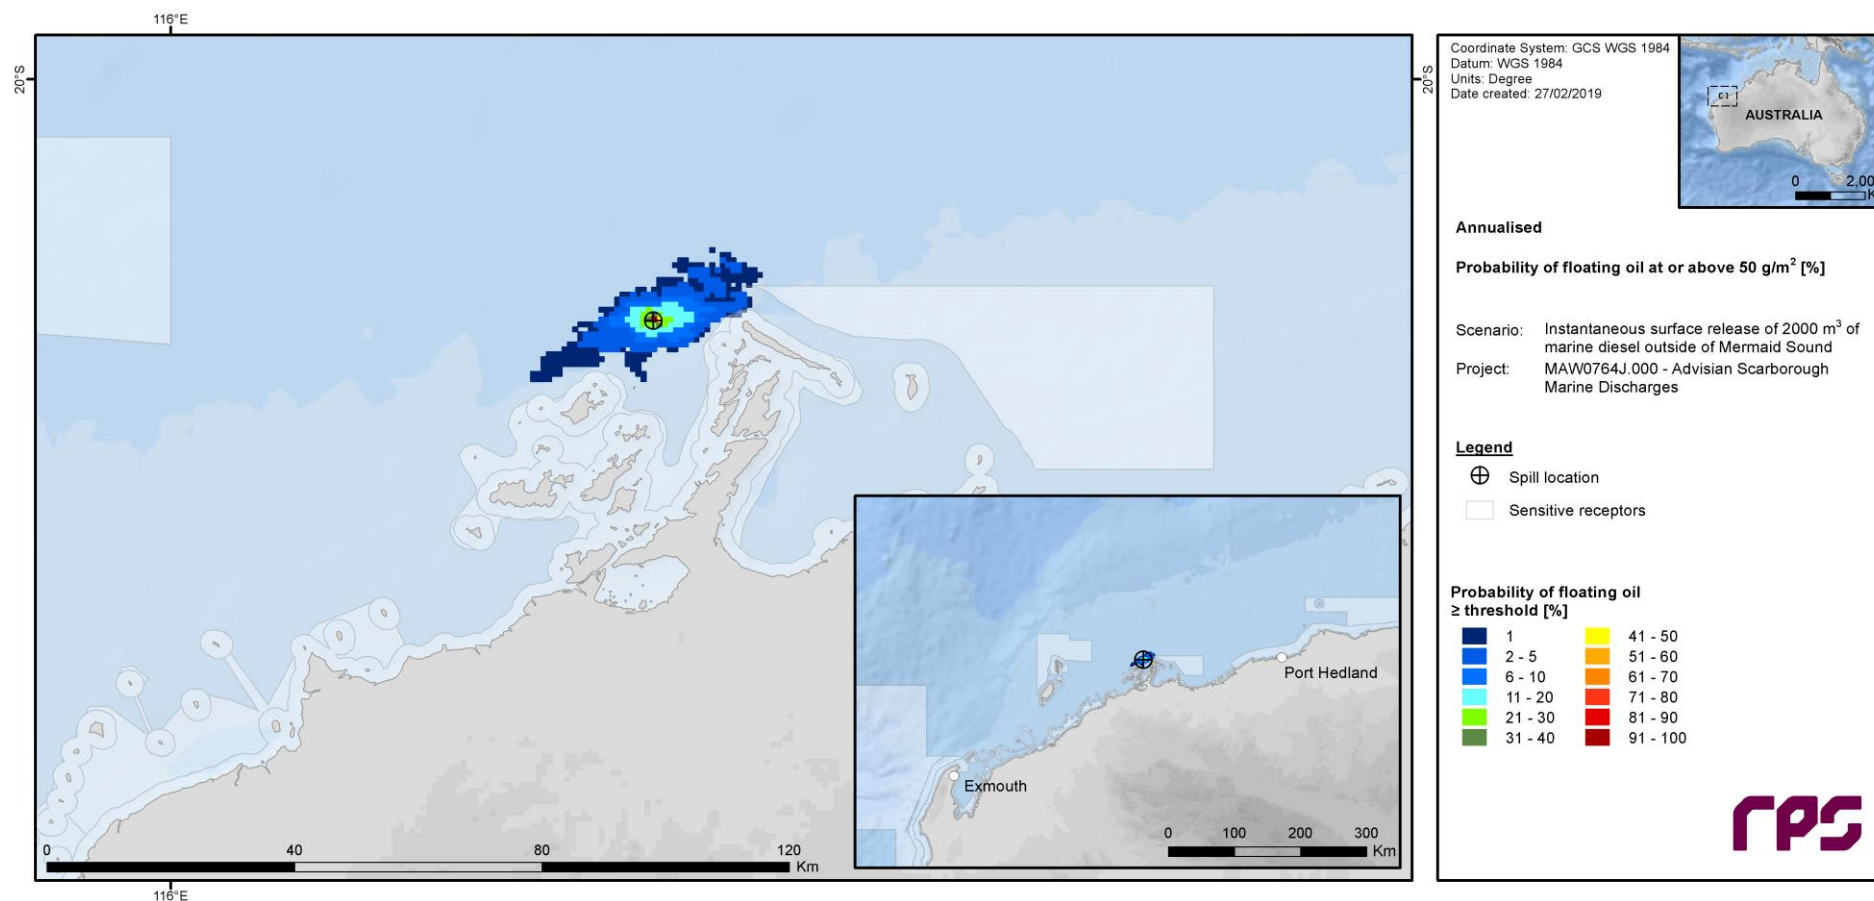 116°E
20°S
20°S
116°E
0 40 80 120 Km
Port Hedland
Exmouth
0 100 200 300 Km
Coordinate System: GCS WGS 1984
Datum: WGS 1984
Units: Degree
Date created: 27/02/2019
AUSTRALIA
0 2,00
K
Annualised
Probability of floating oil at or above 50 g/m² [%]
Scenario: Instantaneous surface release of 2000 m³ of
marine diesel outside of Mermaid Sound
Project: MAW0764J.000 - Advisian Scarborough
Marine Discharges
Legend
Spill location
Sensitive receptors
Probability of floating oil
≥ threshold [%]
1 41 - 50
2 - 5 51 - 60
6 - 10 61 - 70
11 - 20 71 - 80
21 - 30 81 - 90
31 - 40 91 - 100
rps